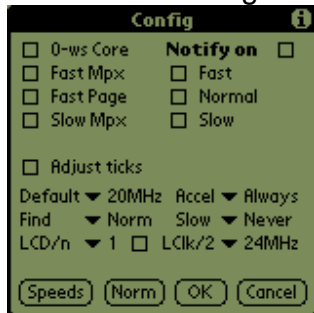 Config i
0-ws Core Notify on
Fast Mpx Fast
Fast Page Normal
Slow Mpx Slow
Adjust ticks
Default 20MHz Accel Always
Find Norm Slow Never
LCD/n 1 LClk/2 24MHz
Speeds Norm OK Cancel